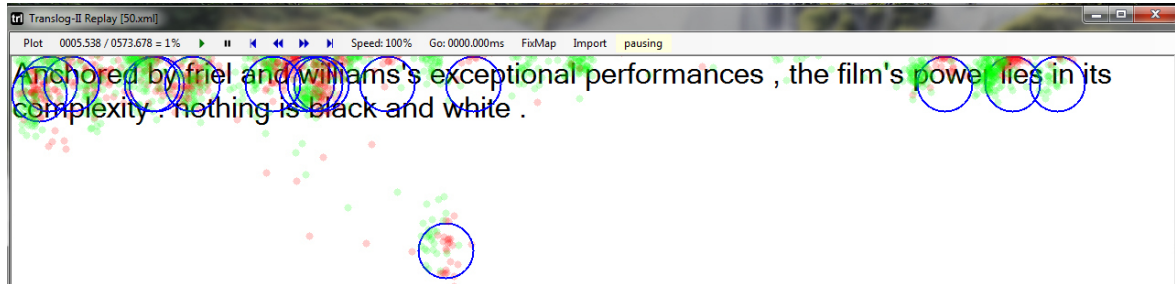 trl Translog-II Replay [50.xml]
Plot 0005.538 / 0573.678 = 1% Speed: 100% Go: 0000.000ms FixMap Import pausing
Anchored by friel and williams's exceptional performances , the film's power lies in its
complexity . nothing is black and white .